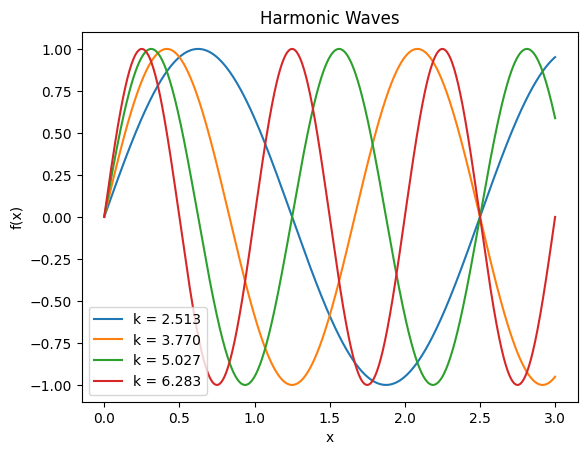 Harmonic Waves
1.00
0.75
0.50
0.25
0.00
−0.25
−0.50
−0.75
−1.00
f(x)
k = 2.513
k = 3.770
k = 5.027
k = 6.283
0.0 0.5 1.0 1.5 2.0 2.5 3.0
x